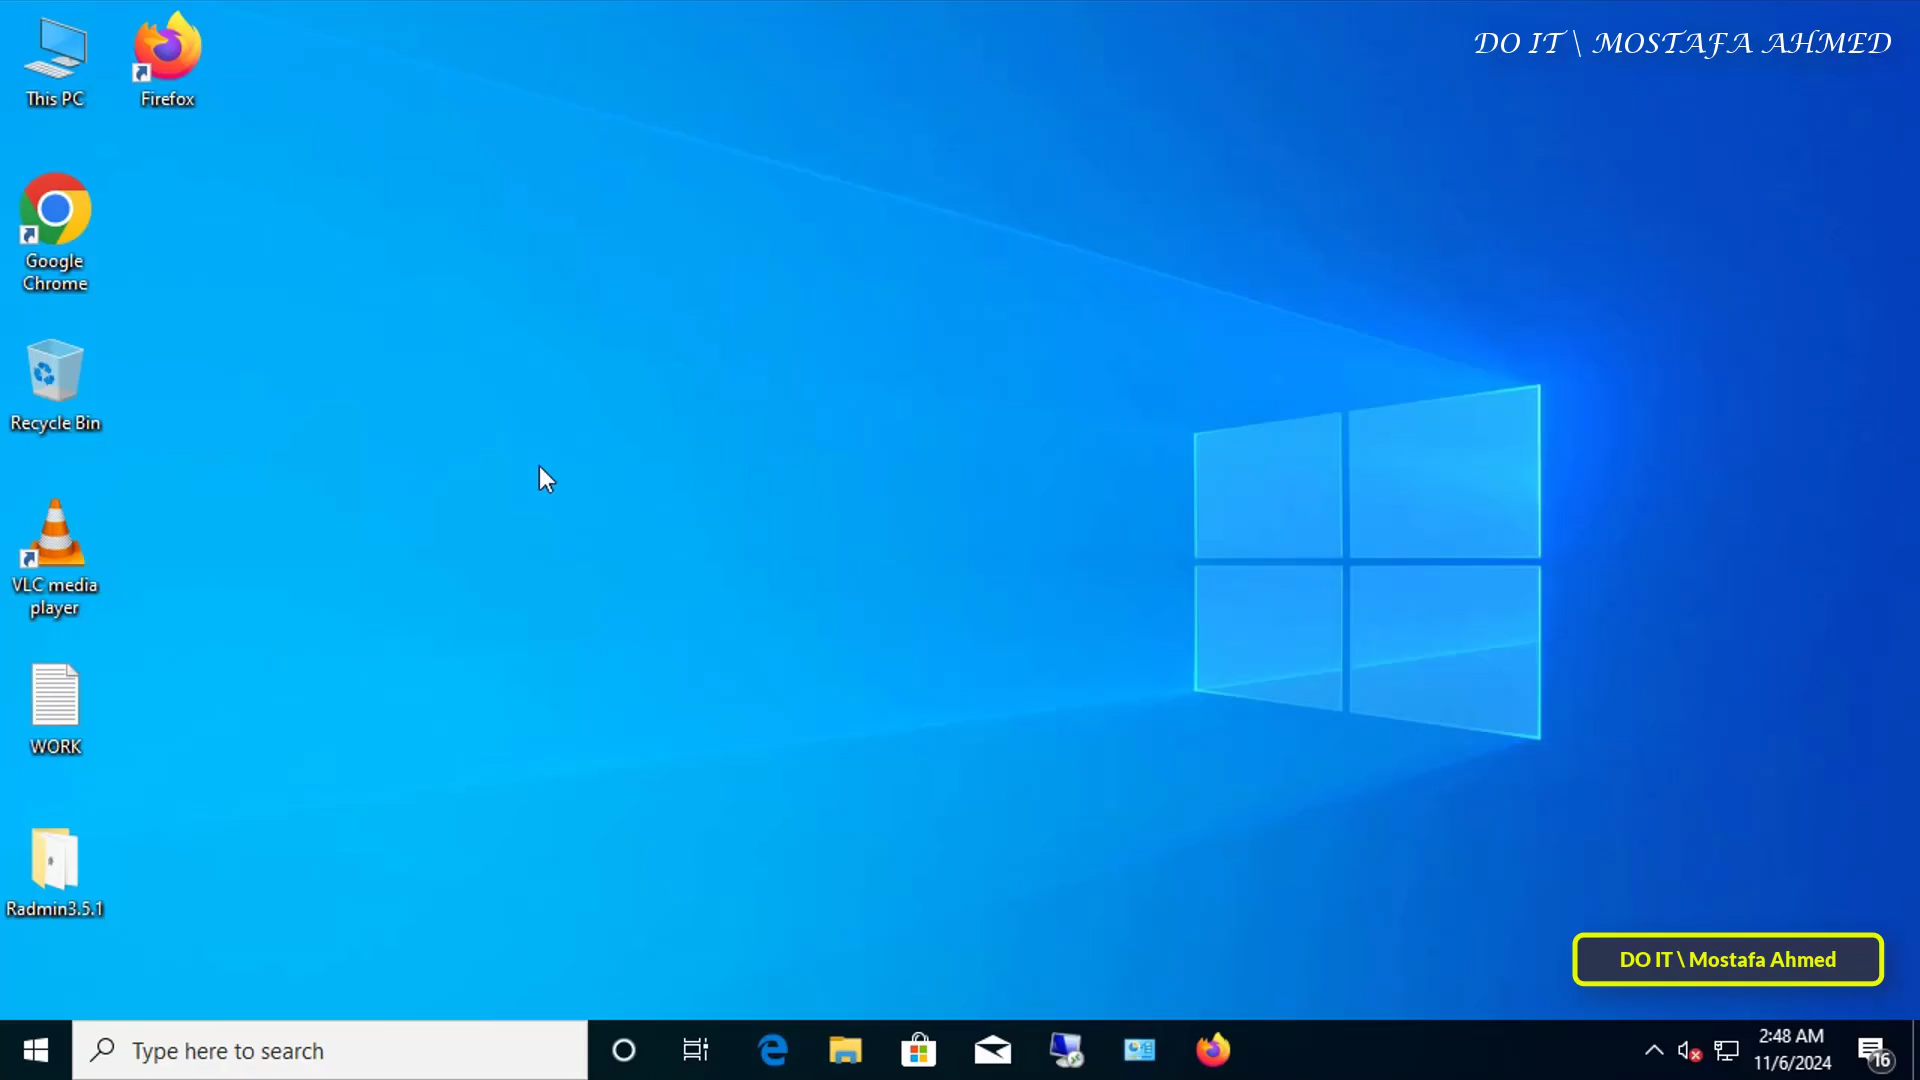 DO IT \ MOSTAFA AHMED
This PC
Firefox
Google
Chrome
Recycle Bin
VLC media
player
WORK
Radmin3.5.1
DO IT \ Mostafa Ahmed
Type here to search
2:48 AM
11/6/2024
16